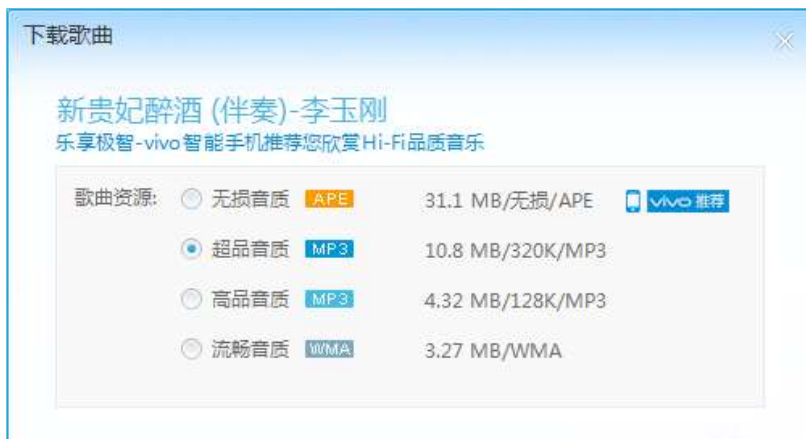 下载歌曲
新贵妃醉酒 (伴奏)-李玉刚
乐享极智-vivo智能手机推荐您欣赏Hi-Fi品质音乐
歌曲资源: 无损音质 APE 31.1 MB/无损/APE vivo 推荐
超品音质 MP3 10.8 MB/320K/MP3
高品音质 MP3 4.32 MB/128K/MP3
流畅音质 WMA 3.27 MB/WMA